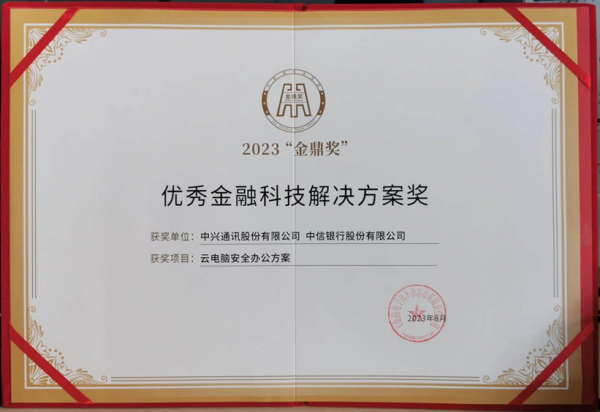 金鼎奖
2023“金鼎奖”
优秀金融科技解决方案奖
获奖单位：中兴通讯股份有限公司 中信银行股份有限公司
获奖项目：云电脑安全办公方案
2023年8月